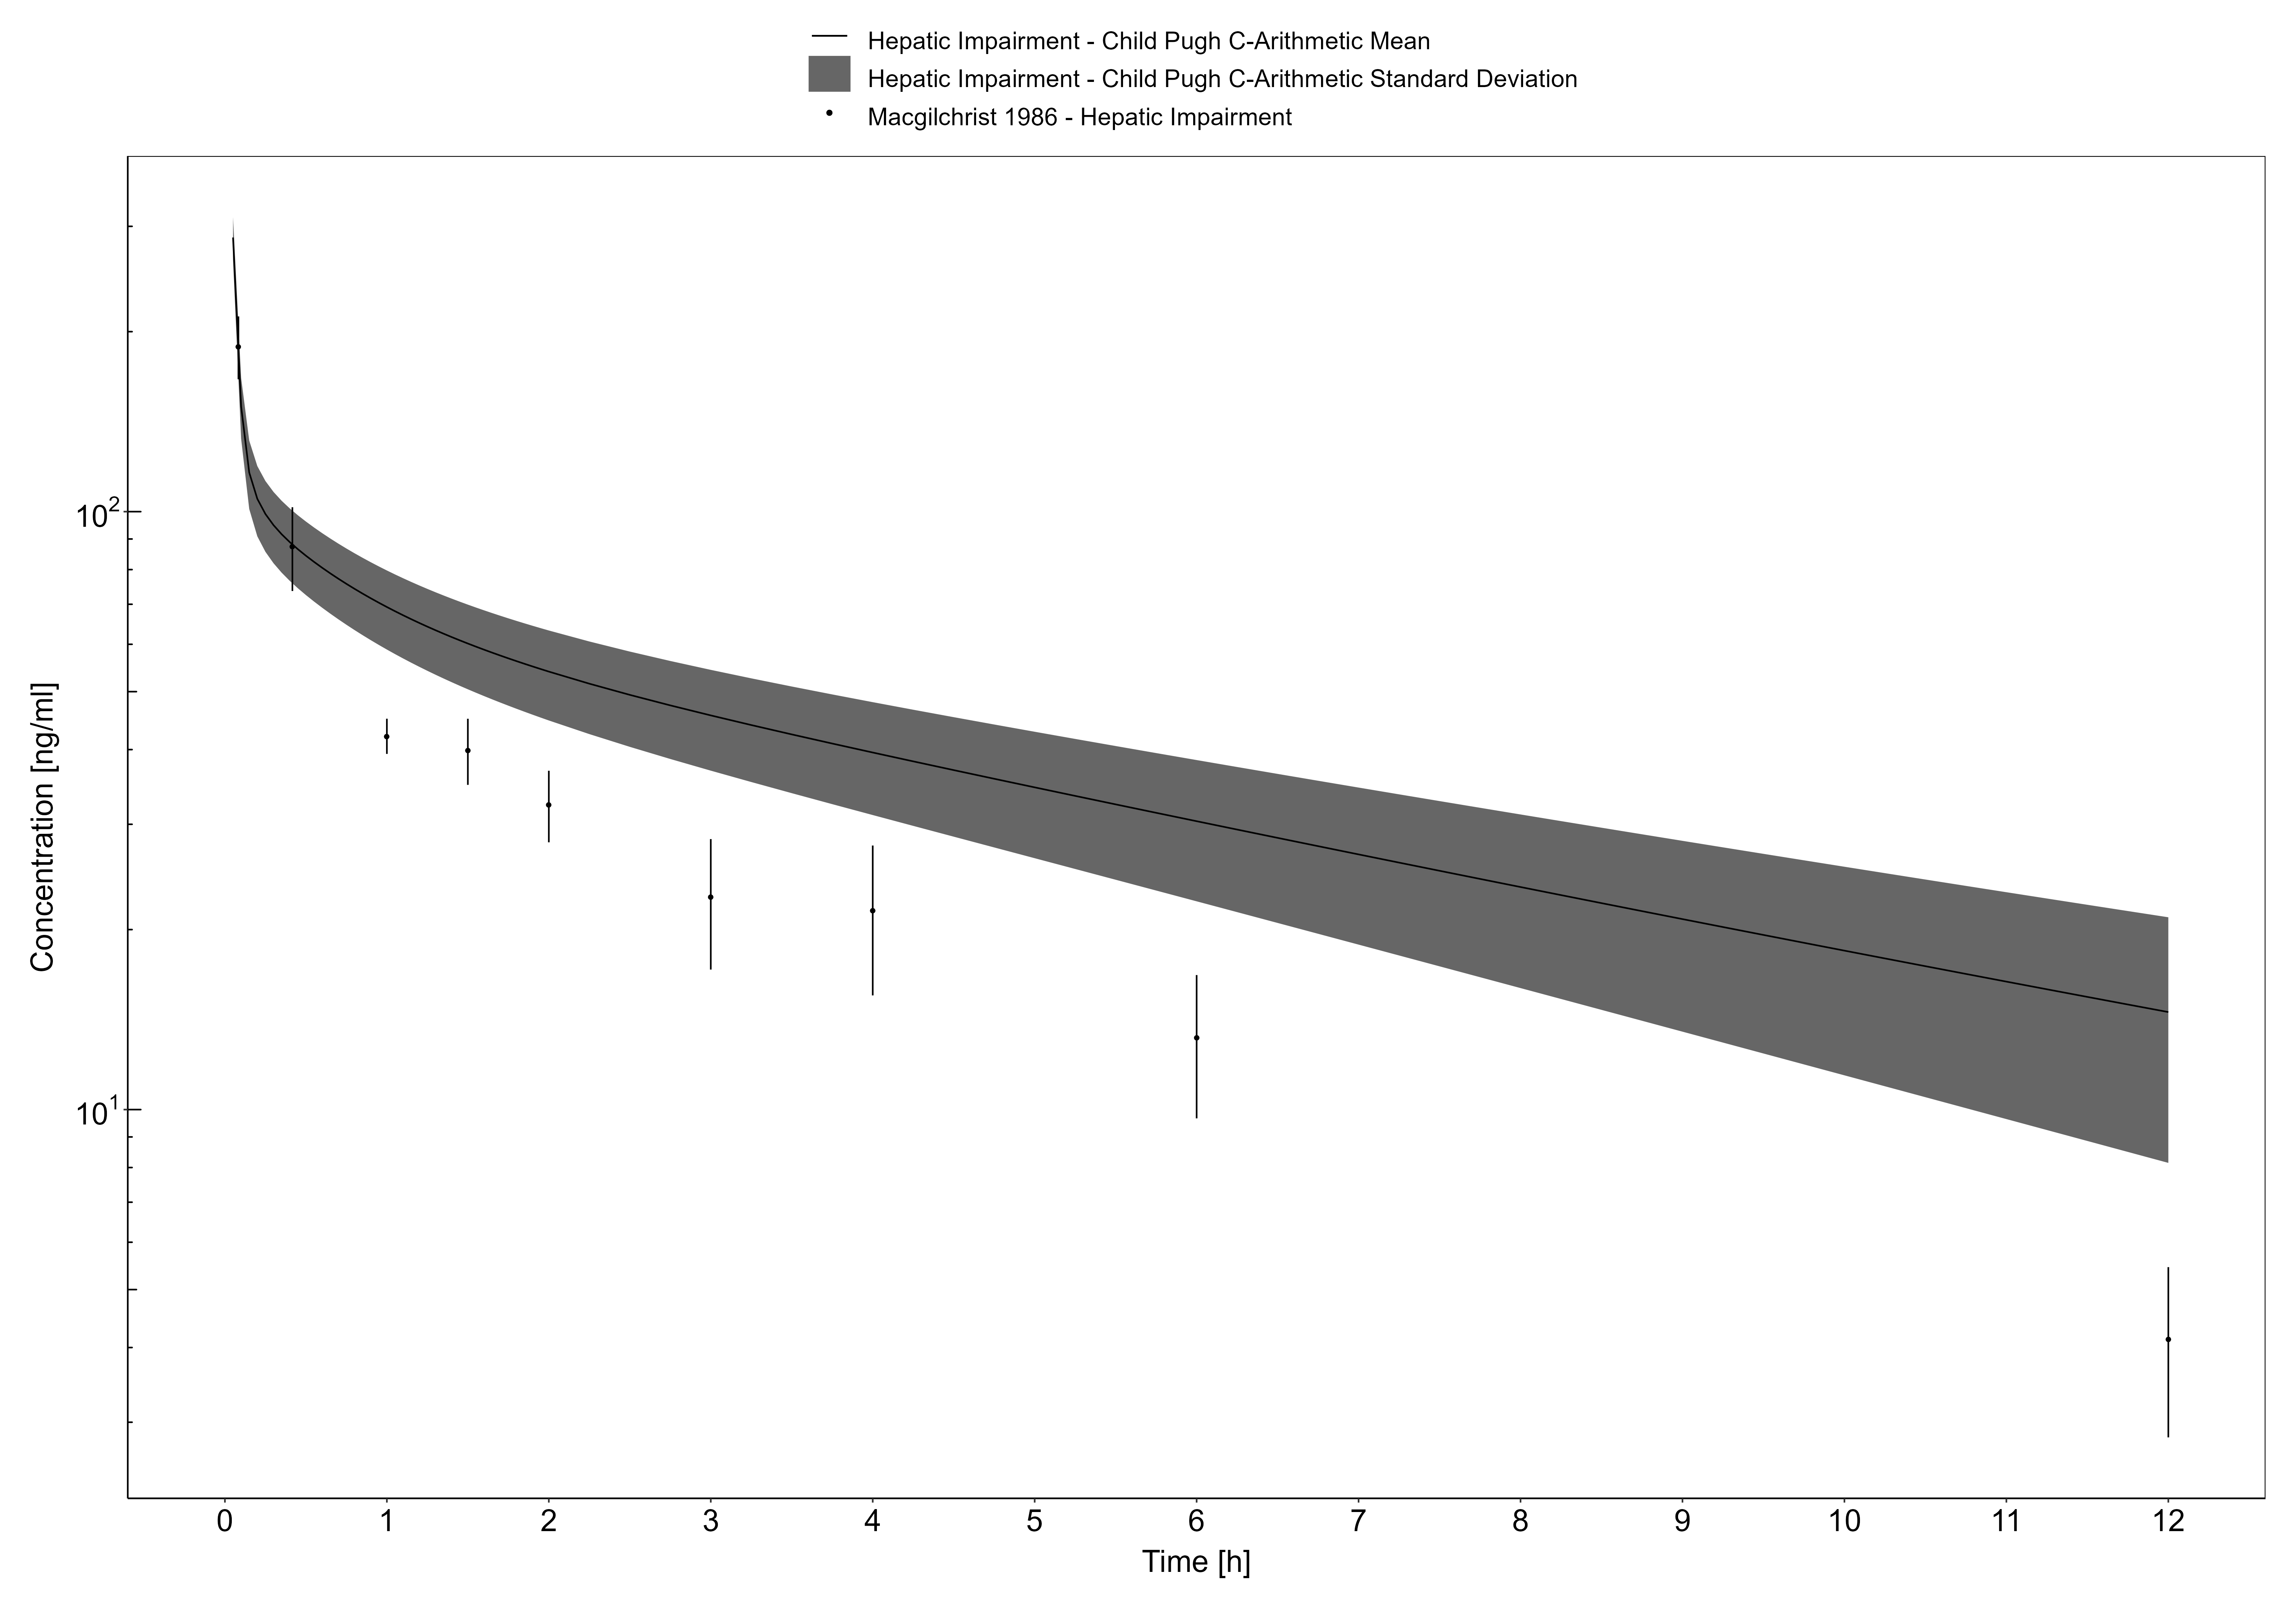 Hepatic Impairment - Child Pugh C-Arithmetic Mean
Hepatic Impairment - Child Pugh C-Arithmetic Standard Deviation
Macgilchrist 1986 - Hepatic Impairment
10²
10¹
Concentration [ng/ml]
0 1 2 3 4 5 6 7 8 9 10 11 12
Time [h]